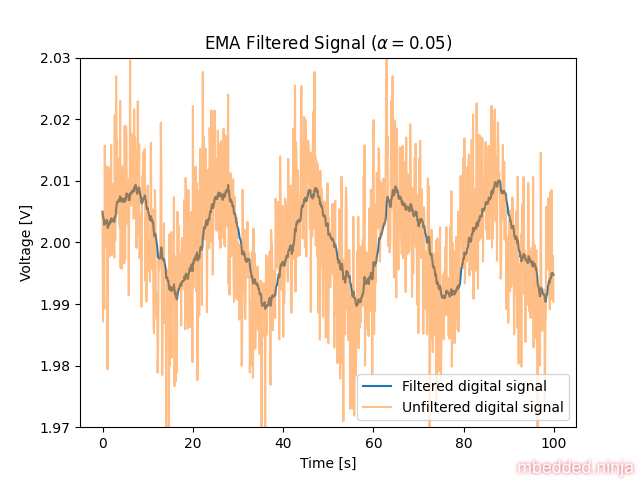 EMA Filtered Signal (α = 0.05)
2.03
2.02
2.01
2.00
1.99
1.98
1.97
Voltage [V]
Filtered digital signal
Unfiltered digital signal
0 20 40 60 80 100
Time [s]
mbedded.ninja